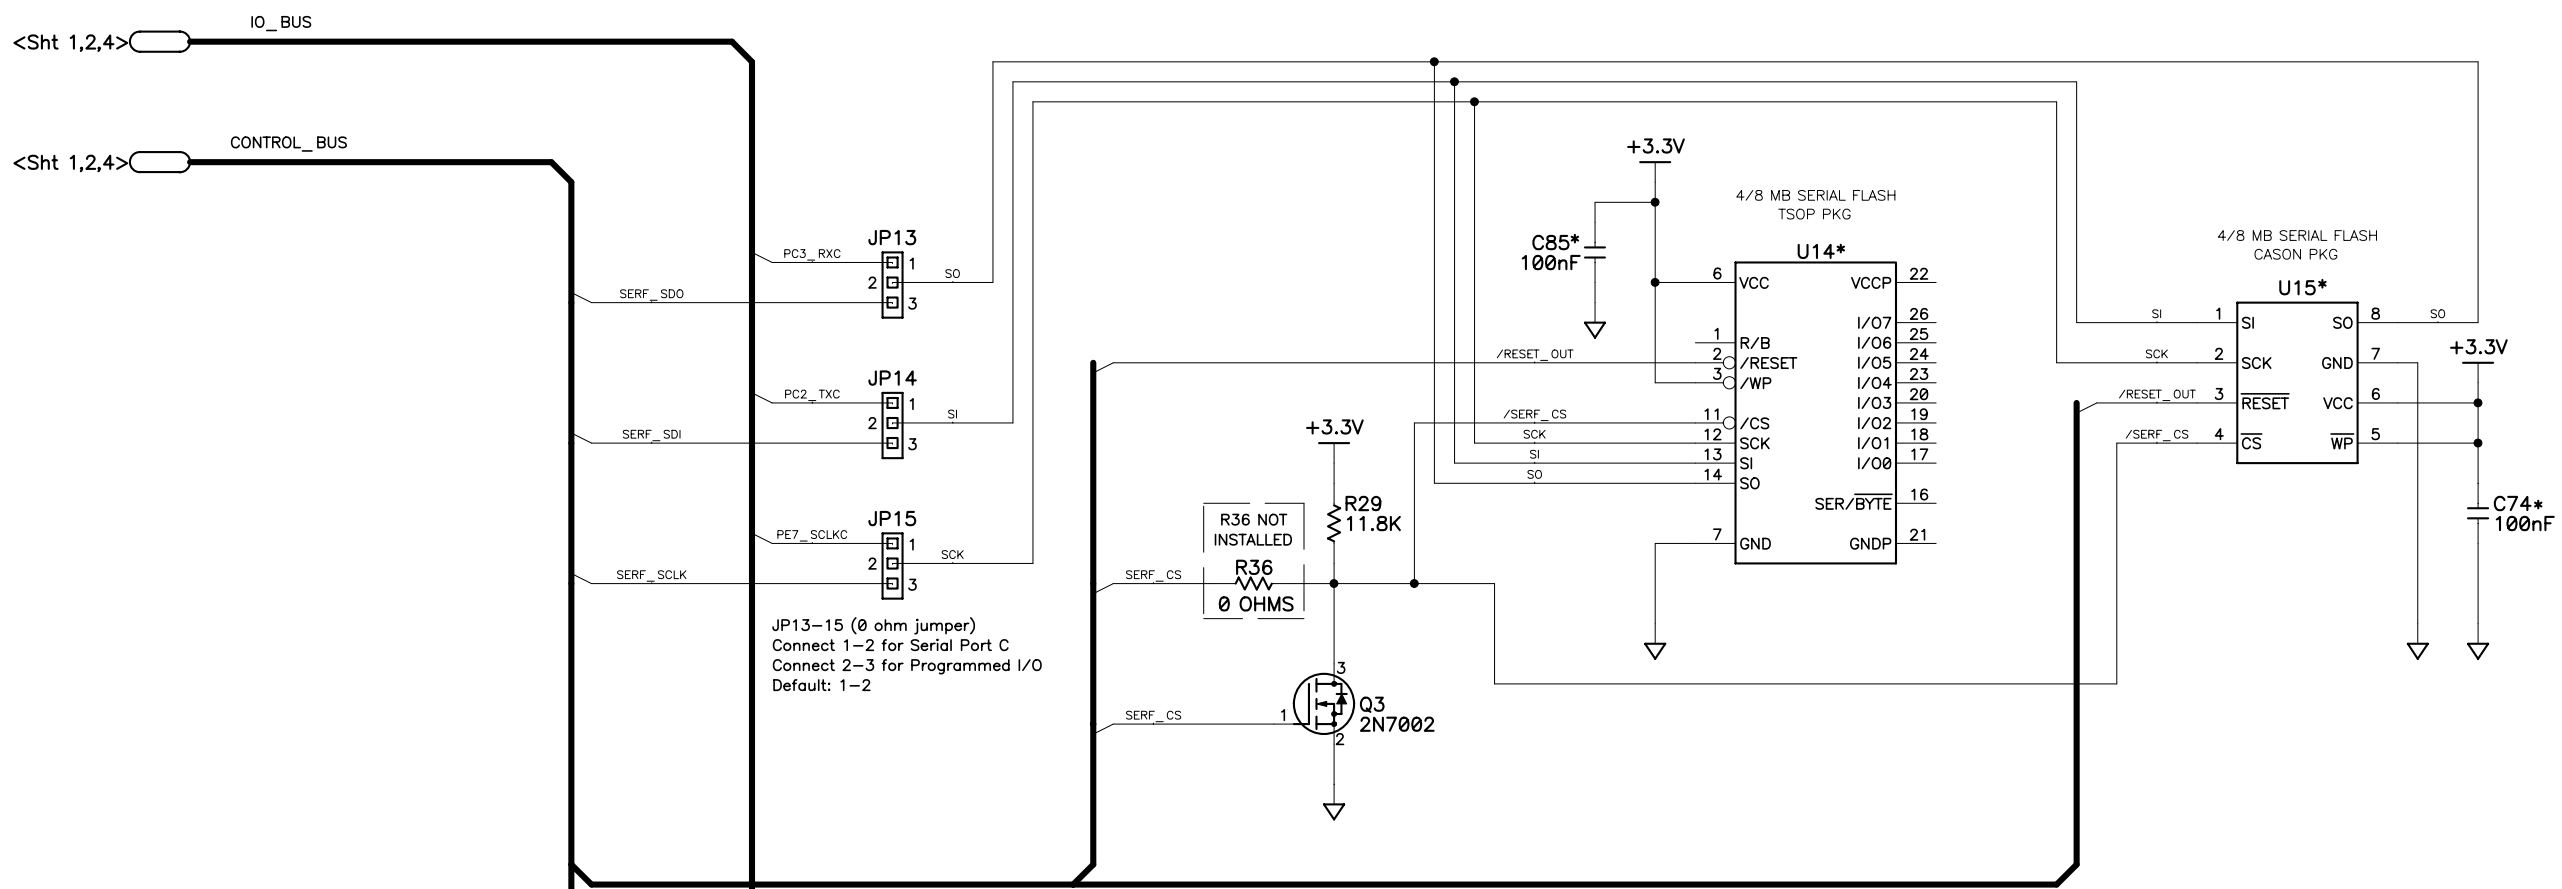 IO_BUS
<Sht 1,2,4>
CONTROL_BUS
<Sht 1,2,4>
JP13
PC3_RXC
1
2
SO
SERF_SDO
3
JP14
PC2_TXC
1
2
SI
SERF_SDI
3
JP15
PE7_SCLKC
1
2
SCK
SERF_SCLK
3
JP13-15 (0 ohm jumper)
Connect 1-2 for Serial Port C
Connect 2-3 for Programmed I/O
Default: 1-2
+3.3V
R29
11.8K
R36 NOT
INSTALLED
R36
0 OHMS
SERF_CS
3
Q3
2N7002
SERF_CS
1
2
+3.3V
C85*
100nF
4/8 MB SERIAL FLASH
TSOP PKG
U14*
6
VCC
VCCP
22
I/O7
26
1
R/B
I/O6
25
/RESET_OUT
2
/RESET
I/O5
24
3
/WP
I/O4
23
I/O3
20
/SERF_CS
11
/CS
I/O2
19
SCK
12
SCK
I/O1
18
SI
13
SI
I/O0
17
SO
14
SO
SER/BYTE
16
7
GND
GNDP
21
4/8 MB SERIAL FLASH
CASON PKG
U15*
SI
1
SI
SO
8
SO
SCK
2
SCK
GND
7
+3.3V
/RESET_OUT
3
RESET
VCC
6
/SERF_CS
4
CS
WP
5
C74*
100nF